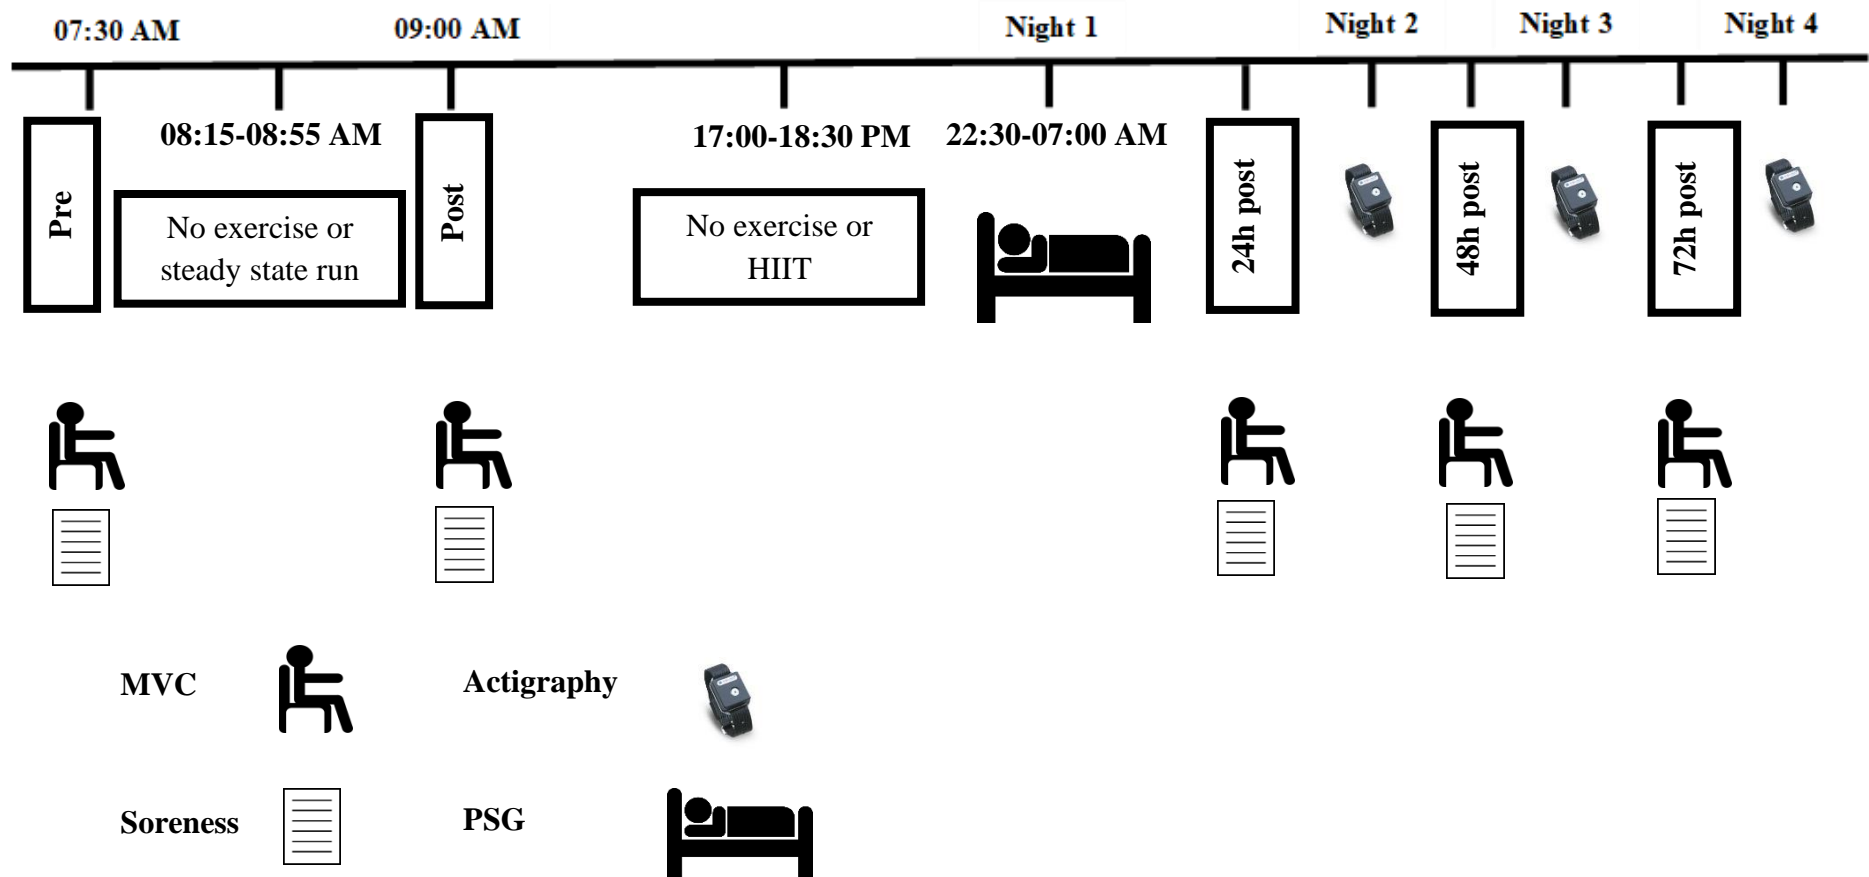 07:30 AM
09:00 AM
Night 1
Night 2
Night 3
Night 4
08:15-08:55 AM
17:00-18:30 PM
22:30-07:00 AM
Pre
No exercise or
steady state run
Post
No exercise or
HIIT
24h post
48h post
72h post
MVC
Actigraphy
Soreness
PSG